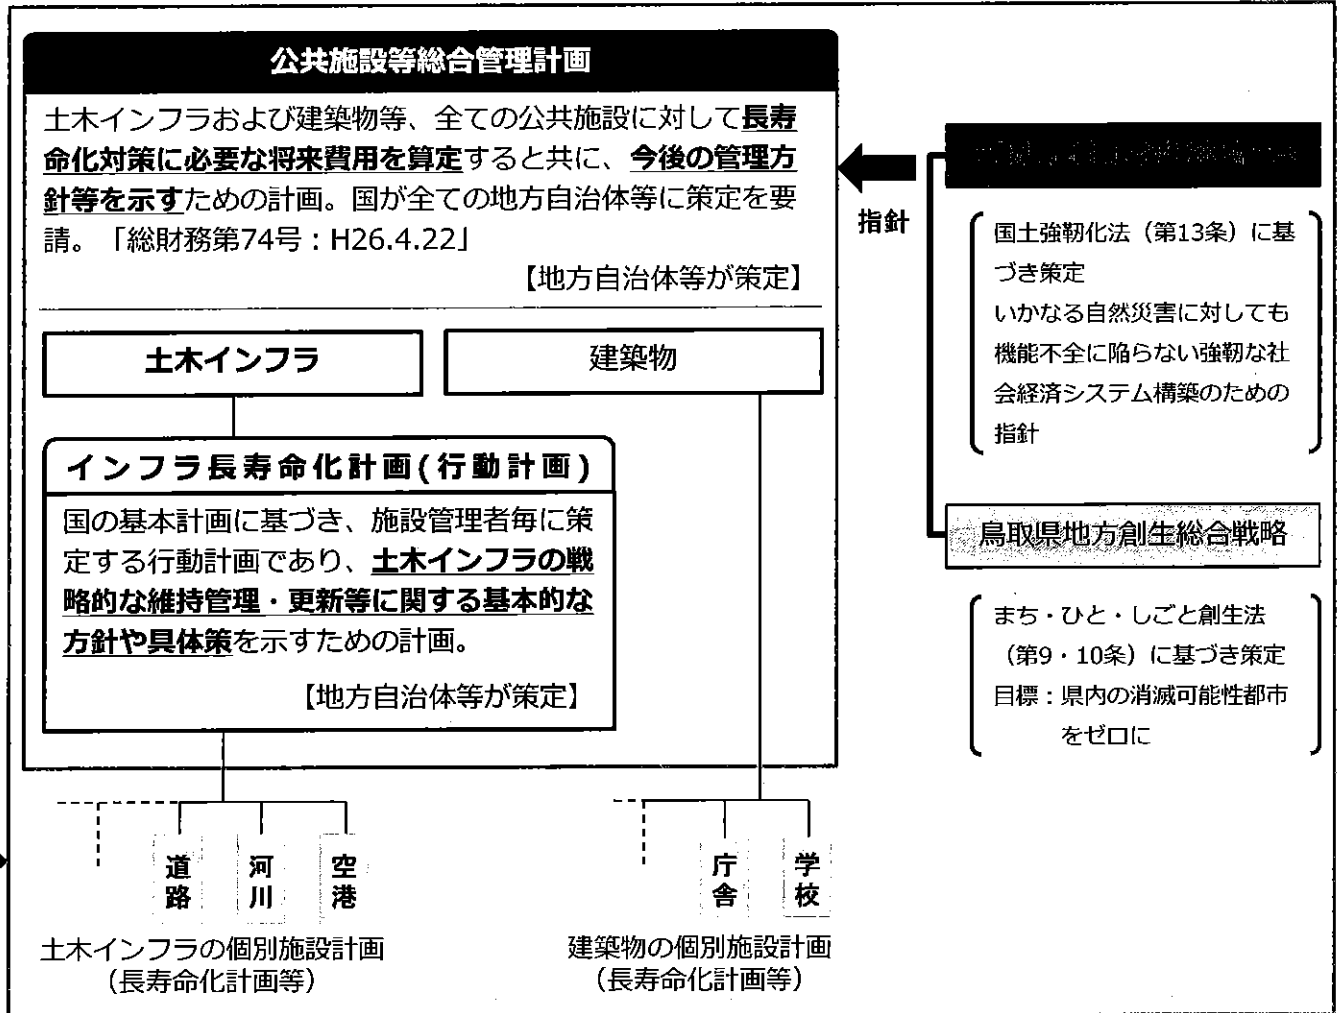 公共施設等総合管理計画
土木インフラおよび建築物等、全ての公共施設に対して長寿
命化対策に必要な将来費用を算定すると共に、今後の管理方
針等を示すための計画。国が全ての地方自治体等に策定を要
請。「総財務第74号：H26.4.22」
【地方自治体等が策定】
土木インフラ
建築物
インフラ長寿命化計画(行動計画)
国の基本計画に基づき、施設管理者毎に策
定する行動計画であり、土木インフラの戦
略的な維持管理・更新等に関する基本的な
方針や具体策を示すための計画。
【地方自治体等が策定】
道路
河川
空港
土木インフラの個別施設計画
（長寿命化計画等）
庁舎
学校
建築物の個別施設計画
（長寿命化計画等）
指針
国土強靭化法（第13条）に基
づき策定
いかなる自然災害に対しても
機能不全に陥らない強靭な社
会経済システム構築のための
指針
鳥取県地方創生総合戦略
まち・ひと・しごと創生法
（第9・10条）に基づき策定
目標：県内の消滅可能性都市
をゼロに